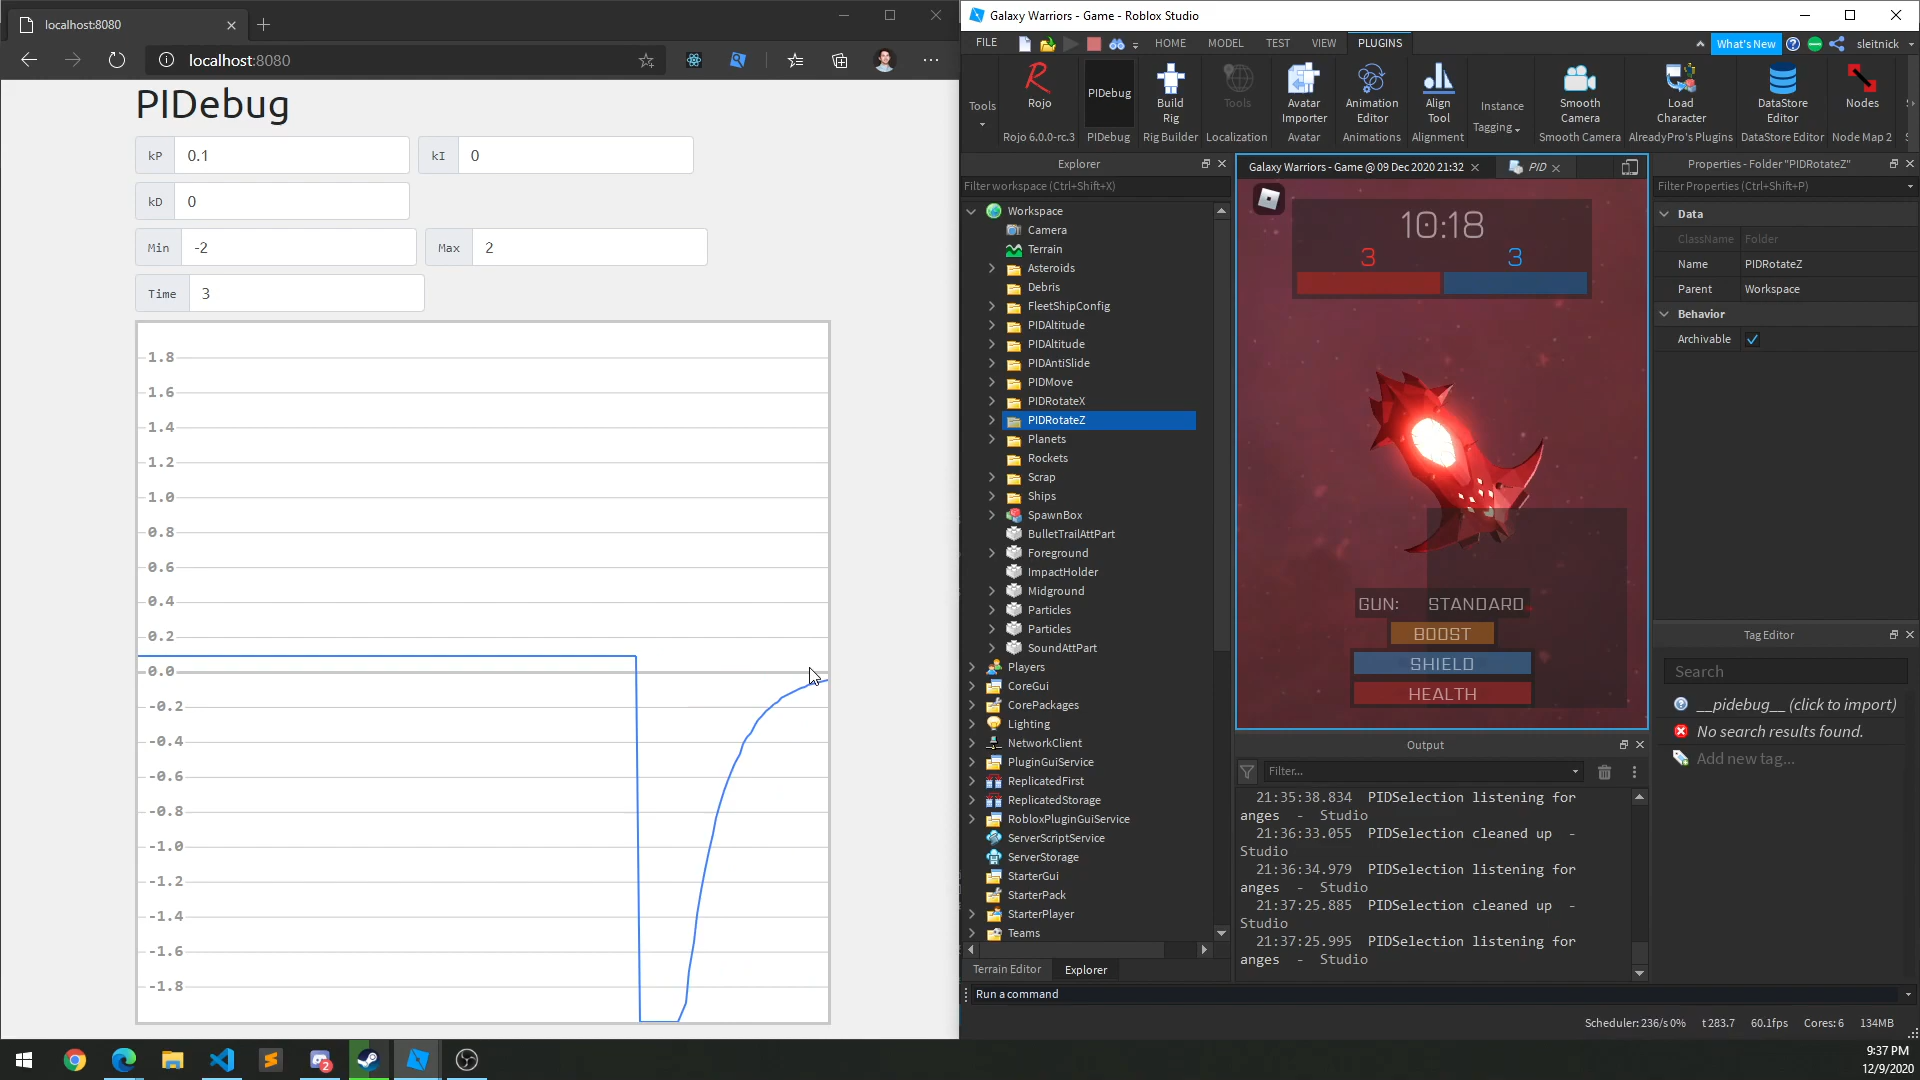 localhost:8080
localhost:8080
PIDebug
kP 0.1 kI 0
kD 0
Min -2 Max 2
Time 3
1.8
1.6
1.4
1.2
1.0
0.8
0.6
0.4
0.2
0.0
-0.2
-0.4
-0.6
-0.8
-1.0
-1.2
-1.4
-1.6
-1.8
Galaxy Warriors - Game - Roblox Studio
FILE HOME MODEL TEST VIEW PLUGINS What's New sleitnick
Tools
Rojo
PIDebug
Build
Rig
Tools
Avatar
Importer
Animation
Editor
Align
Tool
Instance
Tagging
Smooth
Camera
Load
Character
DataStore
Editor
Nodes
Rojo 6.0.0-rc.3 PIDebug Rig Builder Localization Avatar Animations Alignment Smooth Camera AlreadyPro's Plugins DataStore Editor Node Map 2
Explorer
Filter workspace (Ctrl+Shift+X)
Workspace
Camera
Terrain
Asteroids
Debris
FleetShipConfig
PIDAltitude
PIDAltitude
PIDAntiSlide
PIDMove
PIDRotateX
PIDRotateZ
Planets
Rockets
Scrap
Ships
SpawnBox
BulletTrailAttPart
Foreground
ImpactHolder
Midground
Particles
Particles
SoundAttPart
Players
CoreGui
CorePackages
Lighting
NetworkClient
PluginGuiService
ReplicatedFirst
ReplicatedStorage
RobloxPluginGuiService
ServerScriptService
ServerStorage
StarterGui
StarterPack
StarterPlayer
Teams
Terrain Editor Explorer
Galaxy Warriors - Game @ 09 Dec 2020 21:32 PID
10:18
3 3
GUN: STANDARD
BOOST
SHIELD
HEALTH
Output
Filter...
21:35:38.834 PIDSelection listening for
anges - Studio
21:36:33.055 PIDSelection cleaned up -
Studio
21:36:34.979 PIDSelection listening for
anges - Studio
21:37:25.885 PIDSelection cleaned up -
Studio
21:37:25.995 PIDSelection listening for
anges - Studio
Properties - Folder "PIDRotateZ"
Filter Properties (Ctrl+Shift+P)
Data
ClassName Folder
Name PIDRotateZ
Parent Workspace
Behavior
Archivable
Tag Editor
Search
__pidebug__ (click to import)
No search results found.
Add new tag...
Run a command
Scheduler: 236/s 0% t 283.7 60.1fps Cores: 6 134MB
2
9:37 PM
12/9/2020